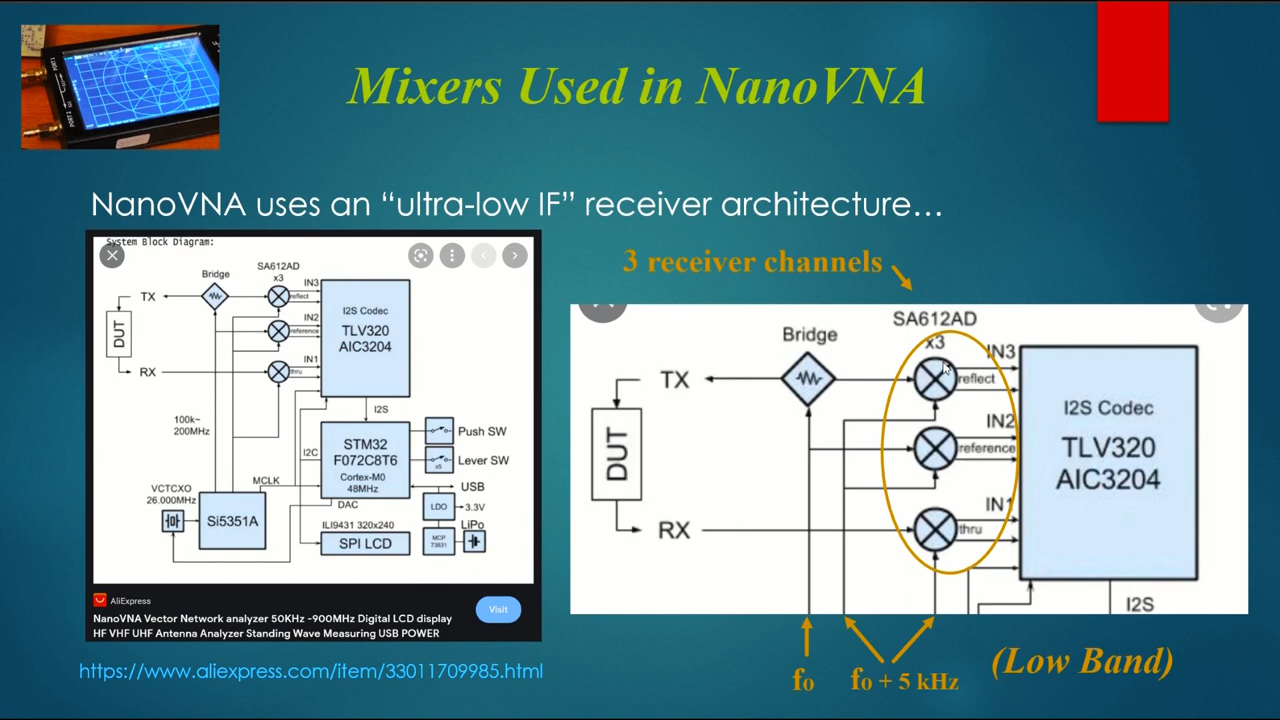 Mixers Used in NanoVNA
PORT1
NanoVNA uses an “ultra-low IF” receiver architecture…
System Block Diagram:
Bridge
SA612AD
x3
TX
IN3
reflect
I2S Codec
TLV320
AIC3204
DUT
IN2
reference
RX
IN1
thru
100k~
200MHz
I2S
I2C
STM32
F072C8T6
Cortex-M0
48MHz
Push SW
x5
Lever SW
VCTCXO
26.000MHz
MCLK
USB
DAC
LDO
3.3V
Si5351A
ILI9431 320x240
SPI LCD
MCP
73831
LiPo
AliExpress
NanoVNA Vector Network analyzer 50KHz -900MHz Digital LCD display
HF VHF UHF Antenna Analyzer Standing Wave Measuring USB POWER
Visit
https://www.aliexpress.com/item/33011709985.html
3 receiver channels
SA612AD
x3
Bridge
TX
IN3
reflect
I2S Codec
TLV320
AIC3204
DUT
IN2
reference
RX
IN1
thru
I2S
f0
f0 + 5 kHz
(Low Band)